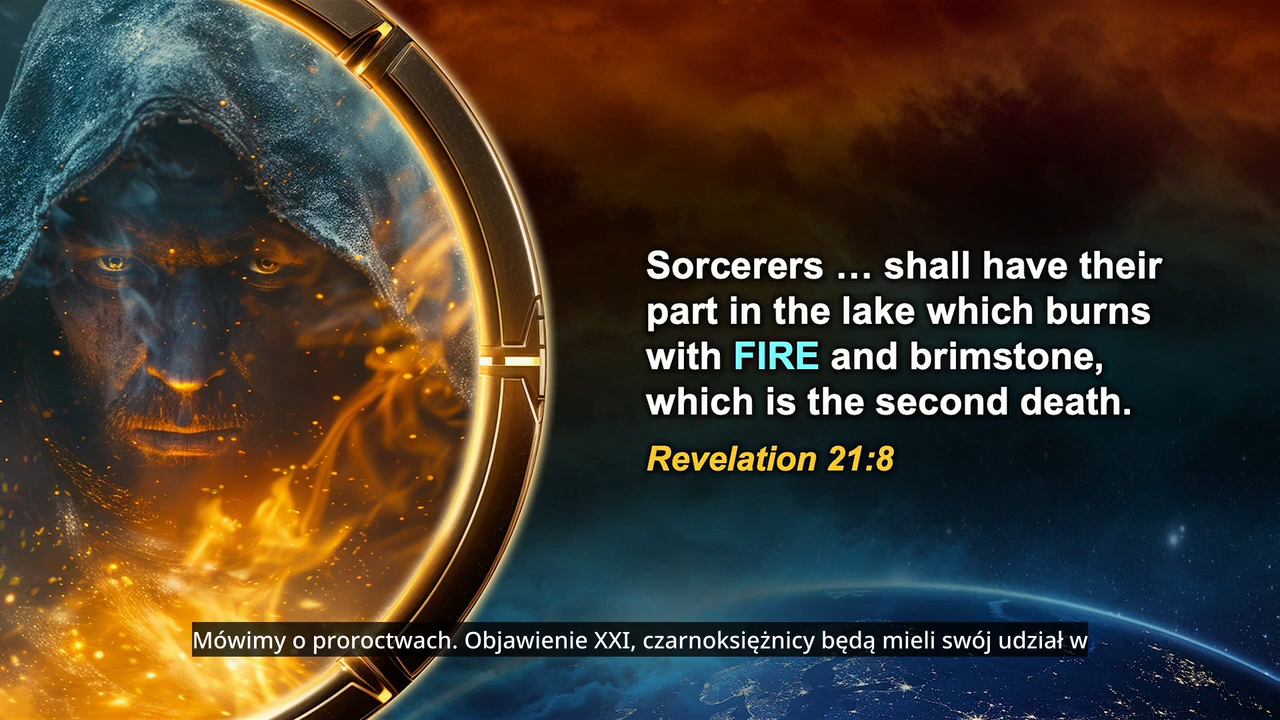 Sorcerers … shall have their
part in the lake which burns
with FIRE and brimstone,
which is the second death.
Revelation 21:8
Mówimy o proroctwach. Objawienie XXI, czarnoksiężnicy będą mieli swój udział w